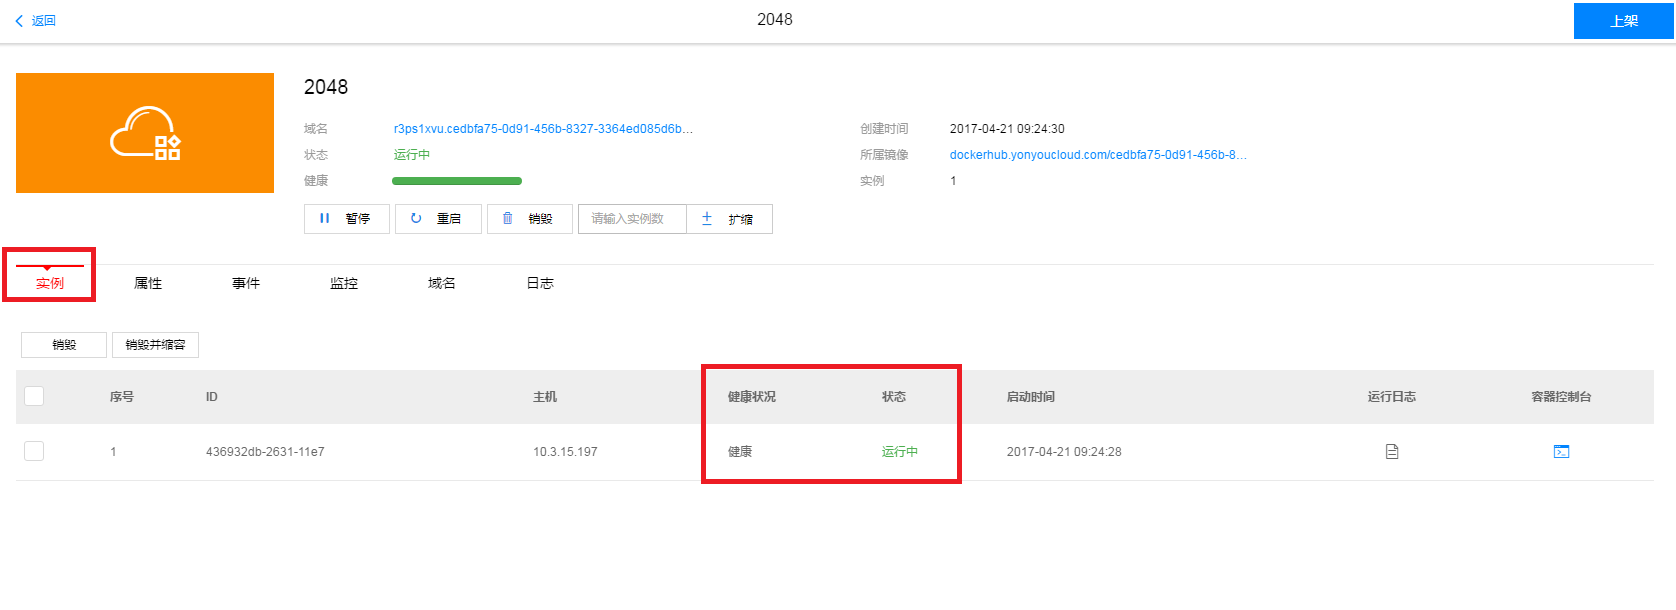 返回
2048
上架
2048
域名 r3ps1xvu.cedbfa75-0d91-456b-8327-3364ed085d6b... 创建时间 2017-04-21 09:24:30
状态 运行中 所属镜像 dockerhub.yonyoucloud.com/cedbfa75-0d91-456b-8...
健康 实例 1
暂停 重启 销毁 请输入实例数 扩缩
实例 属性 事件 监控 域名 日志
销毁 销毁并缩容
序号 ID 主机 健康状况 状态 启动时间 运行日志 容器控制台
1 436932db-2631-11e7 10.3.15.197 健康 运行中 2017-04-21 09:24:28